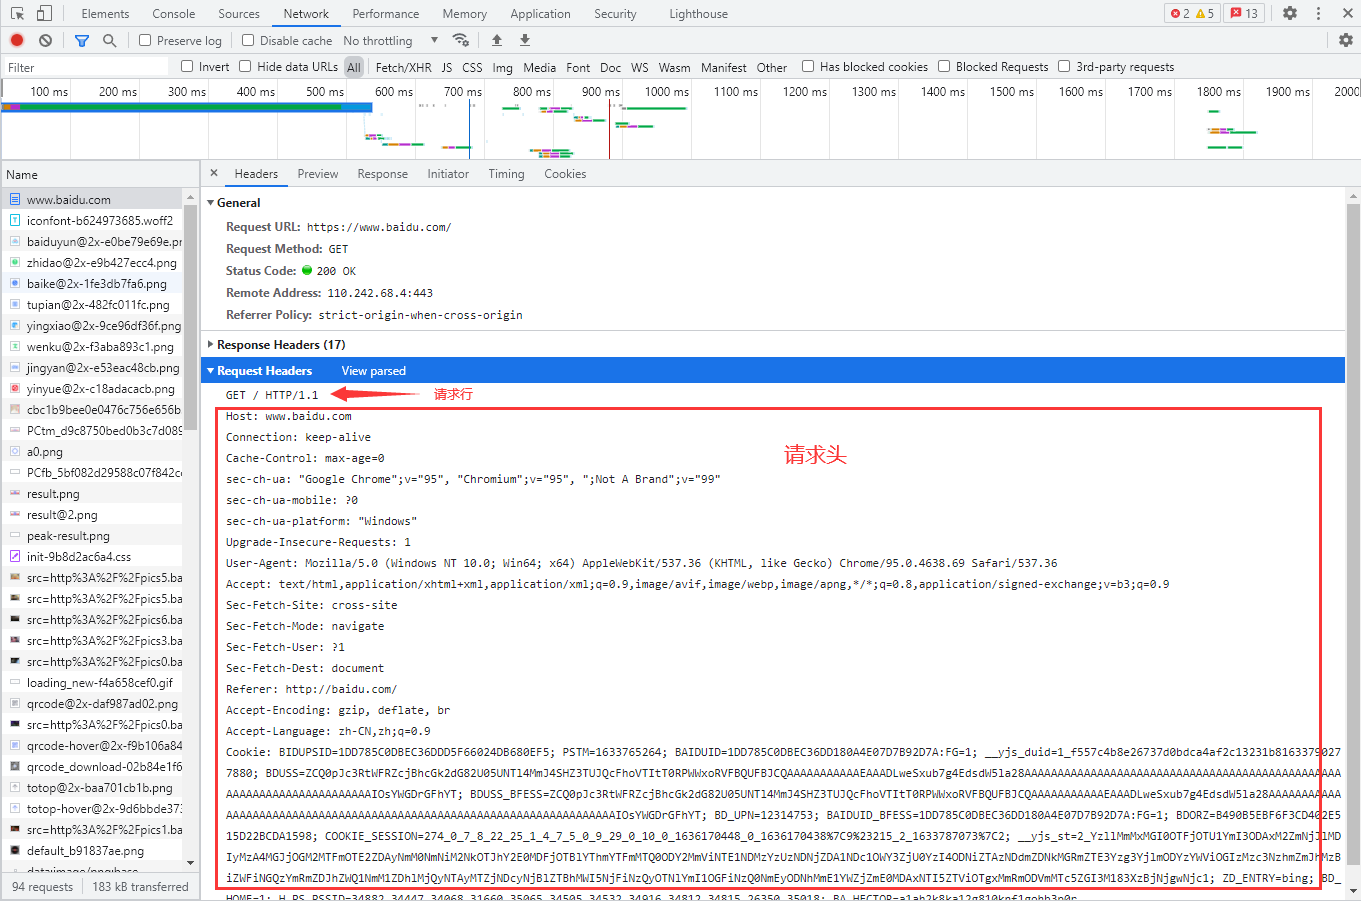 Elements Console Sources Network Performance Memory Application Security Lighthouse 2 5 13
Preserve log Disable cache No throttling
Filter Invert Hide data URLs All Fetch/XHR JS CSS Img Media Font Doc WS Wasm Manifest Other Has blocked cookies Blocked Requests 3rd-party requests
100 ms 200 ms 300 ms 400 ms 500 ms 600 ms 700 ms 800 ms 900 ms 1000 ms 1100 ms 1200 ms 1300 ms 1400 ms 1500 ms 1600 ms 1700 ms 1800 ms 1900 ms 2000
Name
www.baidu.com
iconfont-b624973685.woff2
baiduyun@2x-e0be79e69e.pr
zhidao@2x-e9b427ecc4.png
baike@2x-1fe3db7fa6.png
tupian@2x-482fc011fc.png
yingxiao@2x-9ce96df36f.png
wenku@2x-f3aba893c1.png
jingyan@2x-e53eac48cb.png
yinyue@2x-c18adacacb.png
cbc1b9bee0e0476c756e656b
PCtm_d9c8750bed0b3c7d089
a0.png
PCfb_5bf082d29588c07f842c
result.png
result@2.png
peak-result.png
init-9b8d2ac6a4.css
src=http%3A%2F%2Fpics5.ba
src=http%3A%2F%2Fpics5.ba
src=http%3A%2F%2Fpics6.ba
src=http%3A%2F%2Fpics3.ba
src=http%3A%2F%2Fpics0.ba
loading_new-f4a658cef0.gif
qrcode@2x-daf987ad02.png
src=http%3A%2F%2Fpics0.ba
qrcode-hover@2x-f9b106a84
qrcode_download-02b84e1f6
totop@2x-baa701cb1b.png
totop-hover@2x-9d6bbde373
src=http%3A%2F%2Fpics1.ba
default_b91837ae.png
94 requests 183 kB transferred
Headers Preview Response Initiator Timing Cookies
General
Request URL: https://www.baidu.com/
Request Method: GET
Status Code: 200 OK
Remote Address: 110.242.68.4:443
Referrer Policy: strict-origin-when-cross-origin
Response Headers (17)
Request Headers View parsed
GET / HTTP/1.1 请求行
Host: www.baidu.com
Connection: keep-alive
Cache-Control: max-age=0
请求头
sec-ch-ua: "Google Chrome";v="95", "Chromium";v="95", ";Not A Brand";v="99"
sec-ch-ua-mobile: ?0
sec-ch-ua-platform: "Windows"
Upgrade-Insecure-Requests: 1
User-Agent: Mozilla/5.0 (Windows NT 10.0; Win64; x64) AppleWebKit/537.36 (KHTML, like Gecko) Chrome/95.0.4638.69 Safari/537.36
Accept: text/html,application/xhtml+xml,application/xml;q=0.9,image/avif,image/webp,image/apng,*/*;q=0.8,application/signed-exchange;v=b3;q=0.9
Sec-Fetch-Site: cross-site
Sec-Fetch-Mode: navigate
Sec-Fetch-User: ?1
Sec-Fetch-Dest: document
Referer: http://baidu.com/
Accept-Encoding: gzip, deflate, br
Accept-Language: zh-CN,zh;q=0.9
Cookie: BIDUPSID=1DD785C0DBEC36DDD5F66024DB680EF5; PSTM=1633765264; BAIDUID=1DD785C0DBEC36DD180A4E07D7B92D7A:FG=1; __yjs_duid=1_f557c4b8e26737d0bdca4af2c13231b8163379027
7880;
BD_UPN=12314753; BAIDUID_BFESS=1DD785C0DBEC36DD180A4E07D7B92D7A:FG=1; BDORZ=B490B5EBF6F3CD402E5
15D22BCDA1598; COOKIE_SESSION=274_0_7_8_22_25_1_4_7_5_0_9_29_0_10_0_1636170448_0_1636170438%7C9%23215_2_1633787073%7C2;
ZD_ENTRY=bing; BD_
HOME=1; H_PS_PSSID=34882_34447_34068_31660_35065_34505_34532_34916_34812_34815_26350_35018;